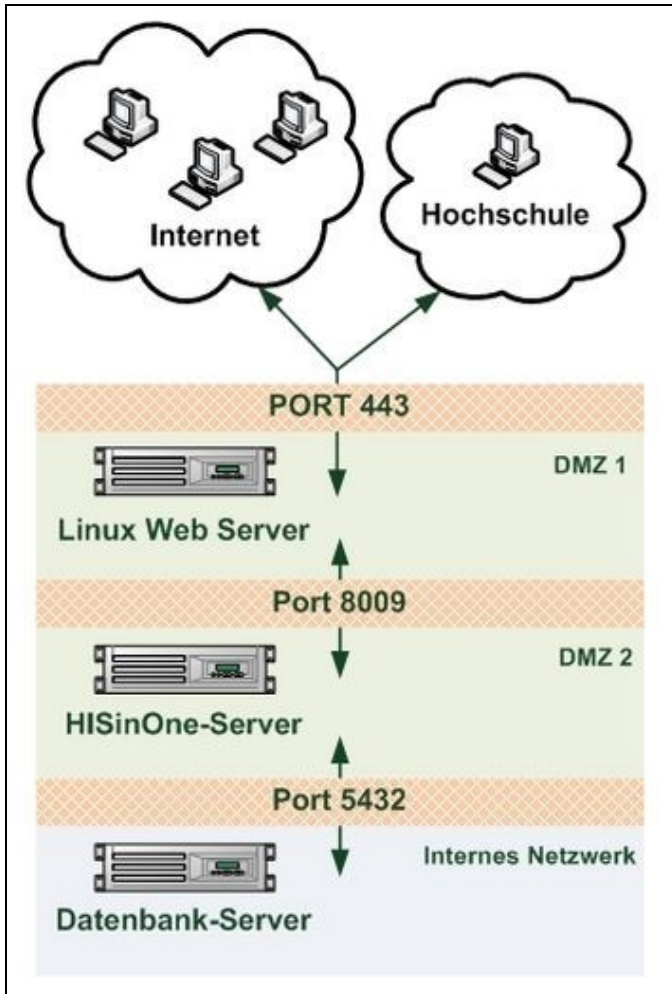 Internet
Hochschule
PORT 443
DMZ 1
Linux Web Server
Port 8009
DMZ 2
HISinOne-Server
Port 5432
Internes Netzwerk
Datenbank-Server